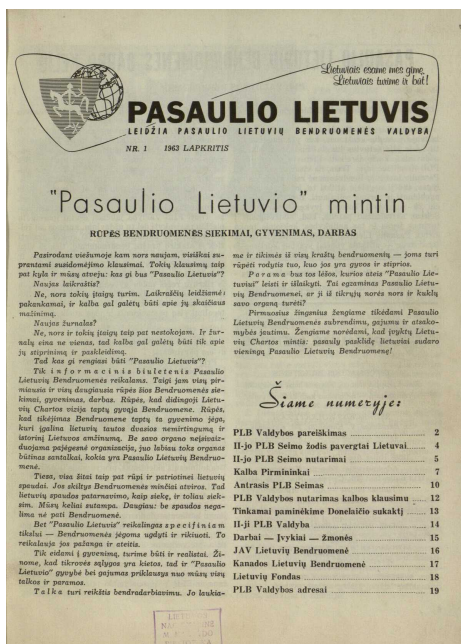 Lietuviais esame mes gimę,
Lietuviais turime ir būt!
PASAULIO LIETUVIS
LEIDŽIA PASAULIO LIETUVIŲ BENDRUOMENĖS VALDYBA
NR. 1 1963 LAPKRITIS
"Pasaulio Lietuvio" mintin
RŪPĖS BENDRUOMENĖS SIEKIMAI, GYVENIMAS, DARBAS
Pasirodant viešumoje kam nors naujam, visiškai su-
prantami susidomėjimo klausimai. Tokių klausimų taip
pat kyla ir mūsų atveju: kas gi bus "Pasaulio Lietuvis"?
Naujas laikraštis?
Ne, nors tokių įtaigų turim. Laikraščių leidžiame
pakankamai, ir kalba gal galėtų būti apie jų skaičiaus
mažinimą.
Naujas žurnalas?
Ne, nors ir tokių įtaigų taip pat nestokojam. Ir žur-
nalų eina ne vienas, tad kalba gal galėtų būti tik apie
jų stiprinimą ir paskleidimą.
Tad kas gi rengiasi būti "Pasaulio Lietuvis"?
Tik informacinis biuletenis Pasaulio
Lietuvių Bendruomenės reikalams. Taigi jam visų pir-
miausia ir visų daugiausia rūpės šios Bendruomenės sie-
kimai, gyvenimas, darbas. Rūpės, kad didingoji Lietu-
vių Chartos vizija taptų gyvąja Bendruomene. Rūpės,
kad tikėjimas Bendruomene taptų ta gyvenimo jėga,
kuri įgalina lietuvių tautos dvasios nemirtingumą ir
istorinį Lietuvos amžinumą. Be savo organo neįsivaiz-
duojama pajėgesnė organizacija, juo labiau toks organas
būtinas santalkai, kokia yra Pasaulio Lietuvių Bendruo-
menė.
Tiesa, visa šitai taip pat rūpi ir patriotinei lietuvių
spaudai. Jos skiltys Bendruomenės minčiai atviros. Tad
lietuvių spaudos patarnavimo, kaip siekę, ir toliau siek-
sim. Mūsų keliai sutampa. Daugiau: be spaudos nega-
lima nė pati Bendruomenė.
Bet "Pasaulio Lietuvis" reikalingas specifiniam
tikslui — Bendruomenės jėgoms ugdyti ir rikiuoti. To
reikalauja jos pažanga ir ateitis.
Tik eidami į gyvenimą, turime būti ir realistai. Ži-
nome, kad tikrovės sąlygos yra kietos, tad ir "Pasaulio
Lietuvio" gyvybė bei gajumas priklausys nuo mūsų visų
talkos ir paramos.
Talka turi reikštis bendradarbiavimu. Jo laukia-
me ir tikimės iš visų kraštų bendruomenių — joms turi
rūpėti rodytis tuo, kuo jos yra gyvos ir stiprios.
Parama bus tos lėšos, kurios ateis "Pasaulio Lie-
tuviui" leisti ir išlaikyti. Tai egzaminas Pasaulio Lietu-
vių Bendruomenei, ar ji iš tikrųjų norės ir kuklų
savo organą turėti?
Pirmuosius žingsnius žengiame tikėdami Pasaulio
Lietuvių Bendruomenės subrendimu, gajumu ir atsako-
mybės jautimu. Žengiame norėdami, kad įvyktų Lietu-
vių Chartos mintis: pasaulį pasklidę lietuviai sudaro
vieningą Pasaulio Lietuvių Bendruomenę!
Šiame numeryje:
PLB Valdybos pareiškimas 2
II-jo PLB Seimo žodis pavergtai Lietuvai 4
II-jo PLB Seimo nutarimai 5
Kalba Pirmininkai 7
Antrasis PLB Seimas 10
PLB Valdybos nutarimas kalbos klausimu 12
Tinkamai paminėkime Donelaičio sukaktį 13
II-ji PLB Valdyba 14
Darbai — Įvykiai — žmonės 15
JAV Lietuvių Bendruomenė 16
Kanados Lietuvių Bendruomenė 17
Lietuvių Fondas 18
PLB Valdybos adresai 19